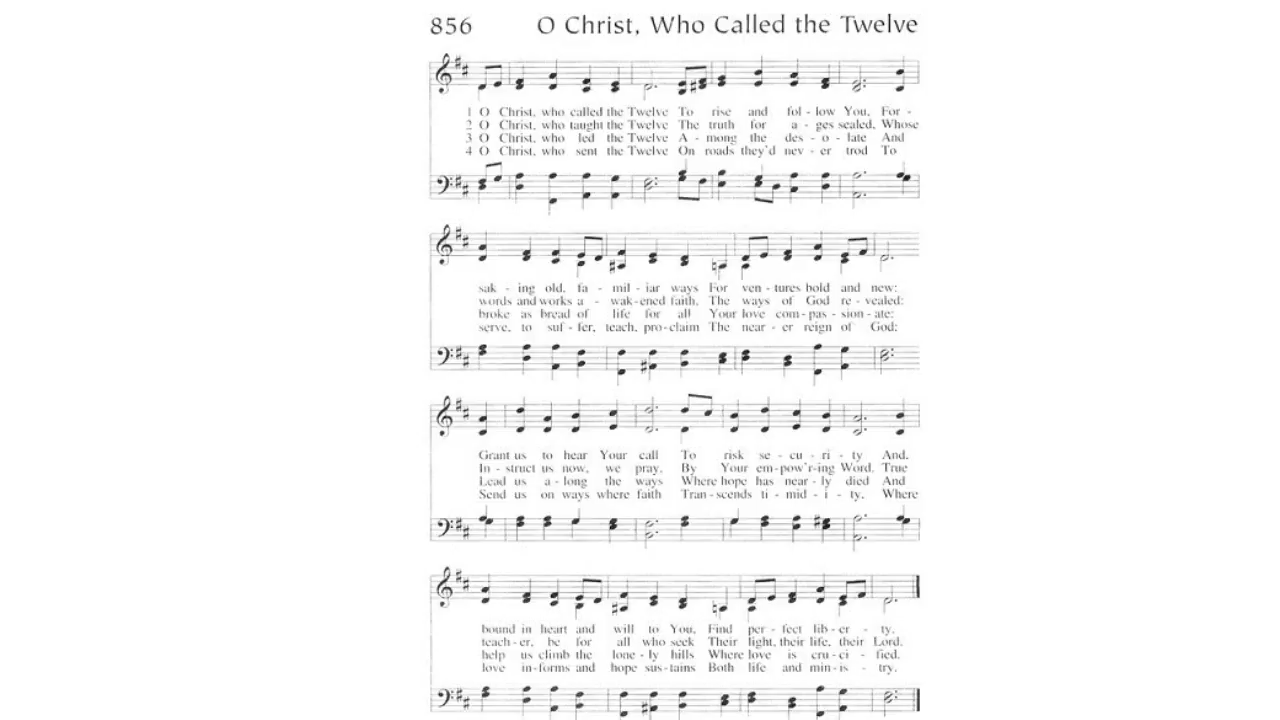 856 O Christ, Who Called the Twelve
1 O Christ, who called the Twelve To rise and fol - low You, For -
2 O Christ, who taught the Twelve The truth for a - ges sealed, Whose
3 O Christ, who led the Twelve A - mong the des - o - late And
4 O Christ, who sent the Twelve On roads they'd nev - er trod To
sak - ing old, fa - mil - iar ways For ven - tures bold and new:
words and works a - wak - ened faith, The ways of God re - vealed:
broke as bread of life for all Your love com - pas - sion - ate:
serve, to suf - fer, teach, pro - claim The near - er reign of God:
Grant us to hear Your call To risk se - cu - ri - ty And,
In - struct us now, we pray, By Your em - pow'r - ing Word, True
Lead us a - long the ways Where hope has near - ly died And
Send us on ways where faith Tran - scends ti - mid - i - ty, Where
bound in heart and will to You, Find per - fect lib - er - ty.
teach - er, be for all who seek Their light, their life, their Lord.
help us climb the lone - ly hills Where love is cru - ci - fied.
love in - forms and hope sus - tains Both life and min - is - try.